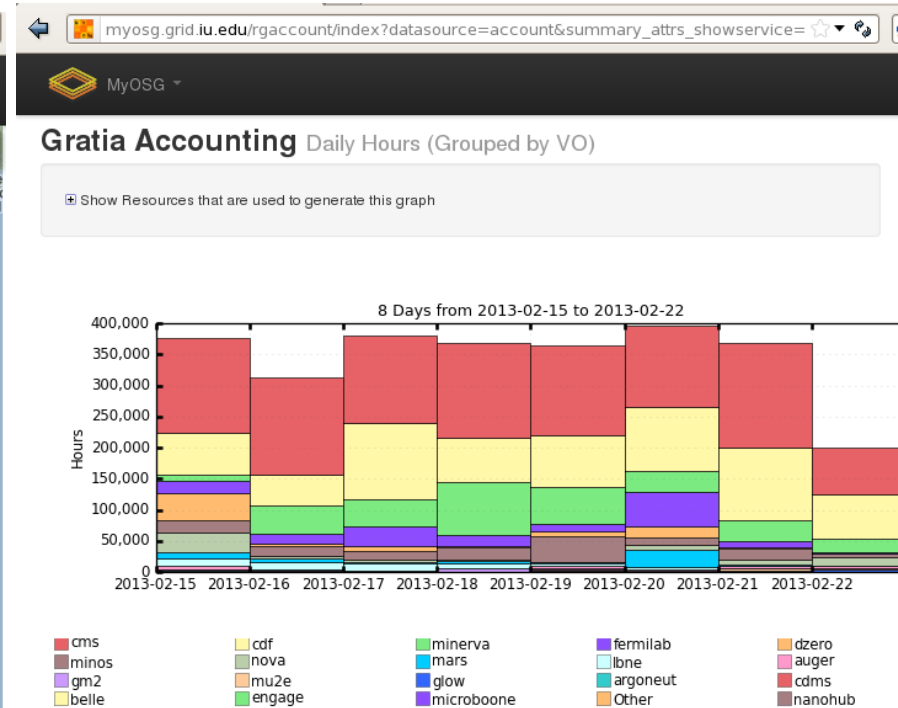 myosg.grid.iu.edu/rgaccount/index?datasource=account&summary_attrs_showservice=
MyOSG
Gratia Accounting Daily Hours (Grouped by VO)
Show Resources that are used to generate this graph
8 Days from 2013-02-15 to 2013-02-22
400,000
350,000
300,000
250,000
200,000
150,000
100,000
50,000
0
Hours
2013-02-15 2013-02-16 2013-02-17 2013-02-18 2013-02-19 2013-02-20 2013-02-21 2013-02-22
cms cdf minerva fermilab dzero
minos nova mars lbne auger
gm2 mu2e glow argoneut cdms
belle engage microboone Other nanohub